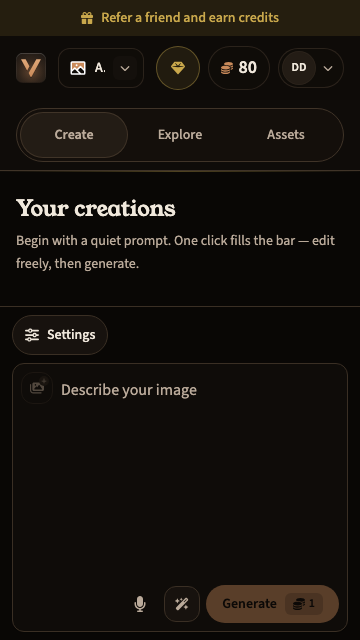 Refer a friend and earn credits
A.
80
DD
Create
Explore
Assets
Your creations
Begin with a quiet prompt. One click fills the bar — edit
freely, then generate.
Settings
Describe your image
Generate 1